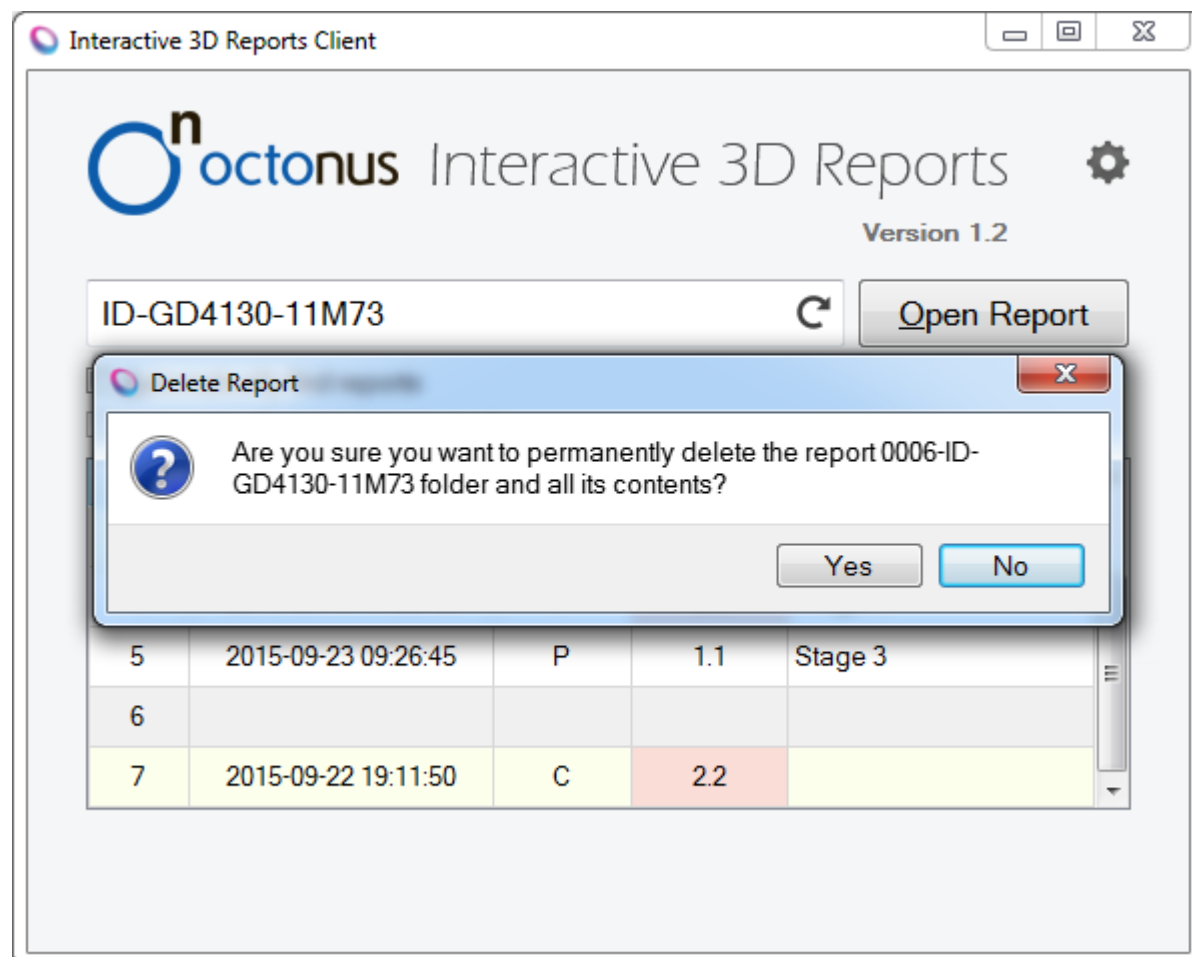 Interactive 3D Reports Client
n
octonus Interactive 3D Reports
Version 1.2
ID-GD4130-11M73
Open Report
Delete Report
Are you sure you want to permanently delete the report 0006-ID-
GD4130-11M73 folder and all its contents?
Yes No
5 2015-09-23 09:26:45 P 1.1 Stage 3
6
7 2015-09-22 19:11:50 C 2.2